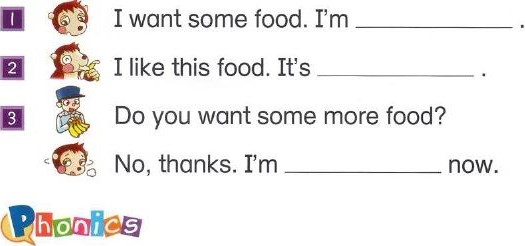 1 I want some food. I'm ____________ .
2 I like this food. It's ____________ .
3 Do you want some more food?
No, thanks. I'm ____________ now.
Phonics